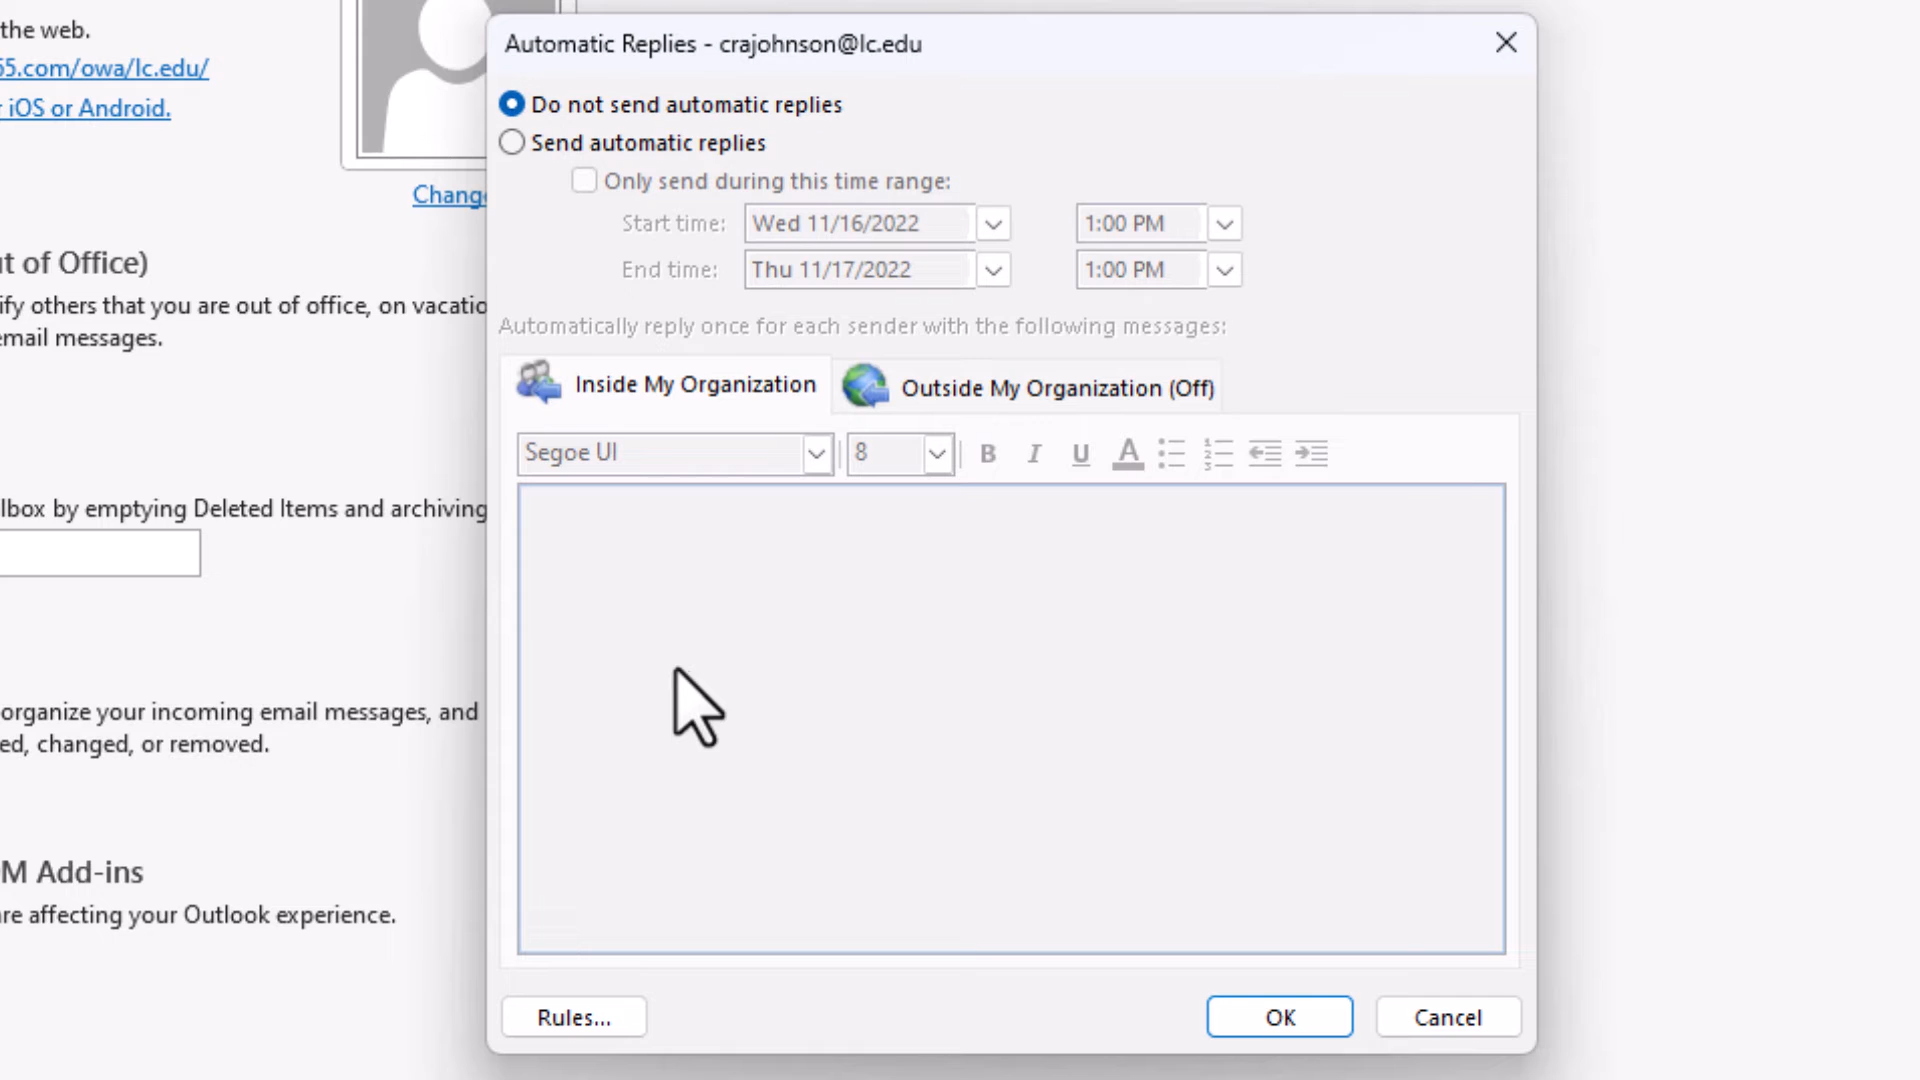 the web.
55.com/owa/lc.edu/
iOS or Android.
Change
t of Office)
ify others that you are out of office, on vacatio
email messages.
lbox by emptying Deleted Items and archiving
organize your incoming email messages, and
ed, changed, or removed.
M Add-ins
re affecting your Outlook experience.
Automatic Replies - crajohnson@lc.edu
Do not send automatic replies
Send automatic replies
Only send during this time range:
Start time: Wed 11/16/2022 1:00 PM
End time: Thu 11/17/2022 1:00 PM
Automatically reply once for each sender with the following messages:
Inside My Organization Outside My Organization (Off)
Segoe UI 8 B I U A
Rules... OK Cancel